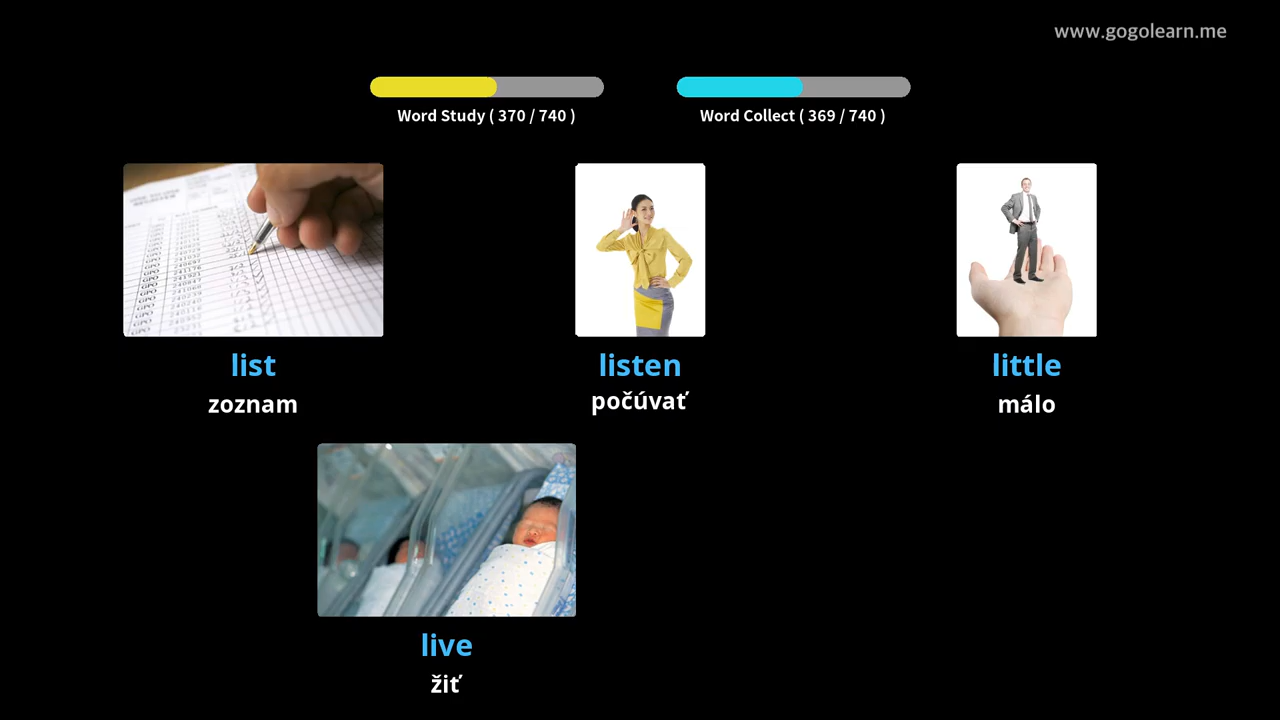 www.gogolearn.me
Word Study ( 370 / 740 )
Word Collect ( 369 / 740 )
list
listen
little
zoznam
počúvať
málo
live
žiť